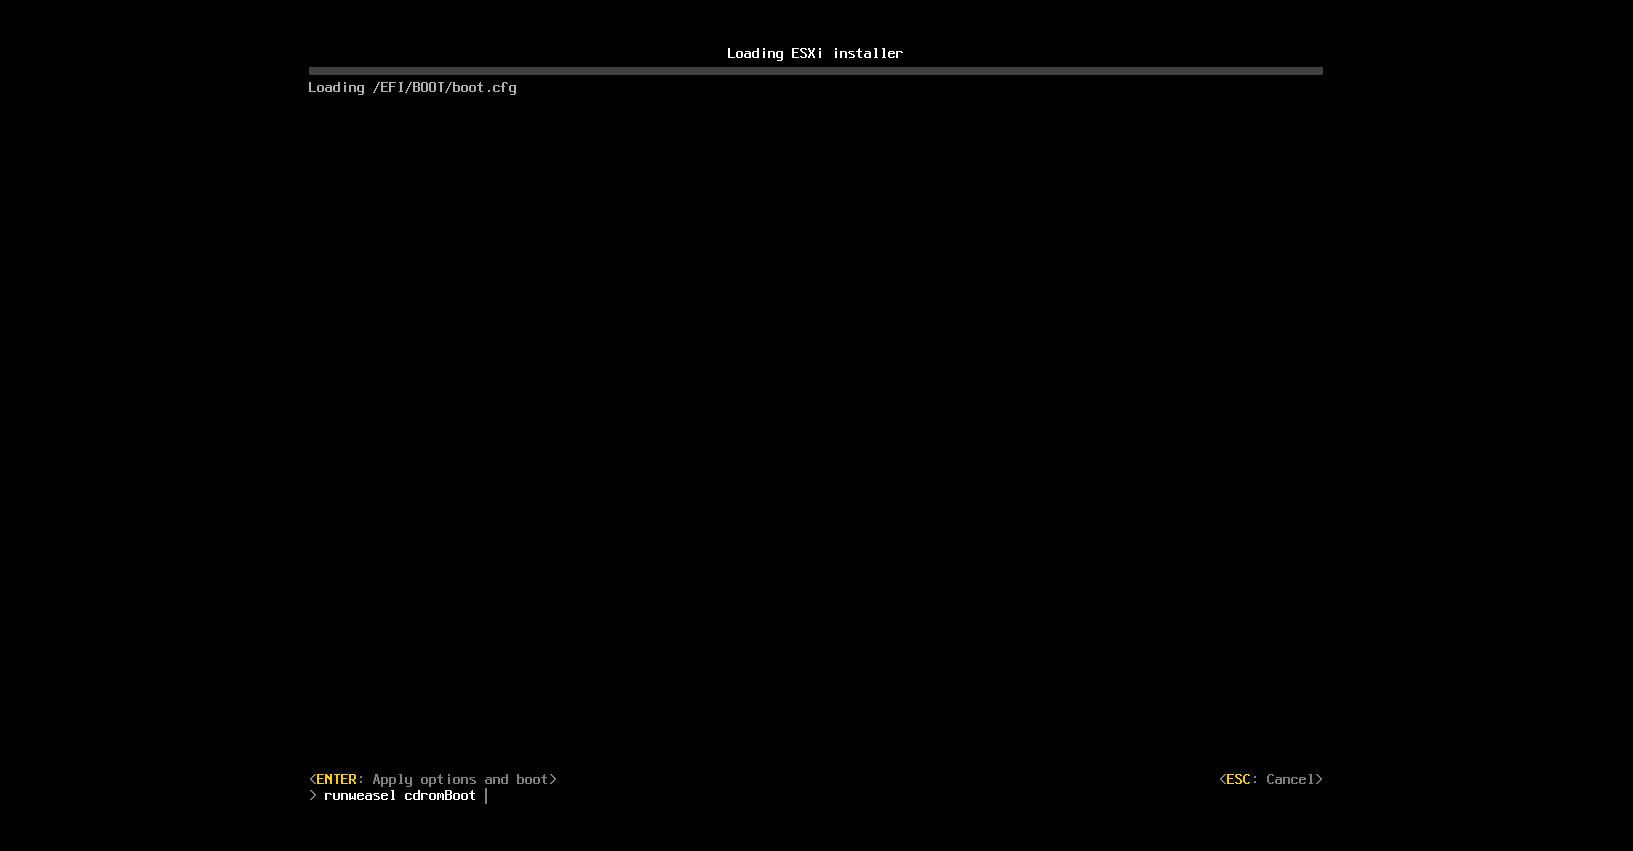 Loading ESXi installer
Loading /EFI/BOOT/boot.cfg
<ENTER: Apply options and boot> <ESC: Cancel>
> runweasel cdromBoot